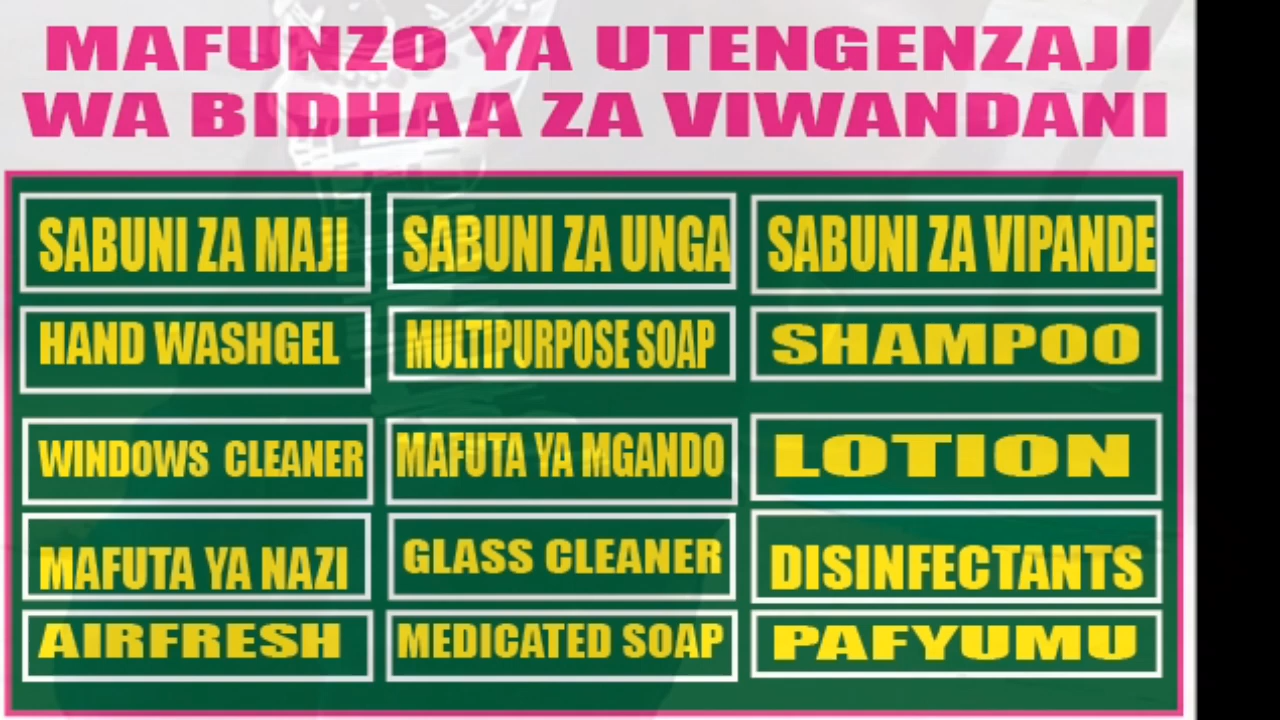 MAFUNZO YA UTENGENZAJI
WA BIDHAA ZA VIWANDANI
SABUNI ZA MAJI
SABUNI ZA UNGA
SABUNI ZA VIPANDE
HAND WASHGEL
MULTIPURPOSE SOAP
SHAMPOO
WINDOWS CLEANER
MAFUTA YA MGANDO
LOTION
MAFUTA YA NAZI
GLASS CLEANER
DISINFECTANTS
AIRFRESH
MEDICATED SOAP
PAFYUMU